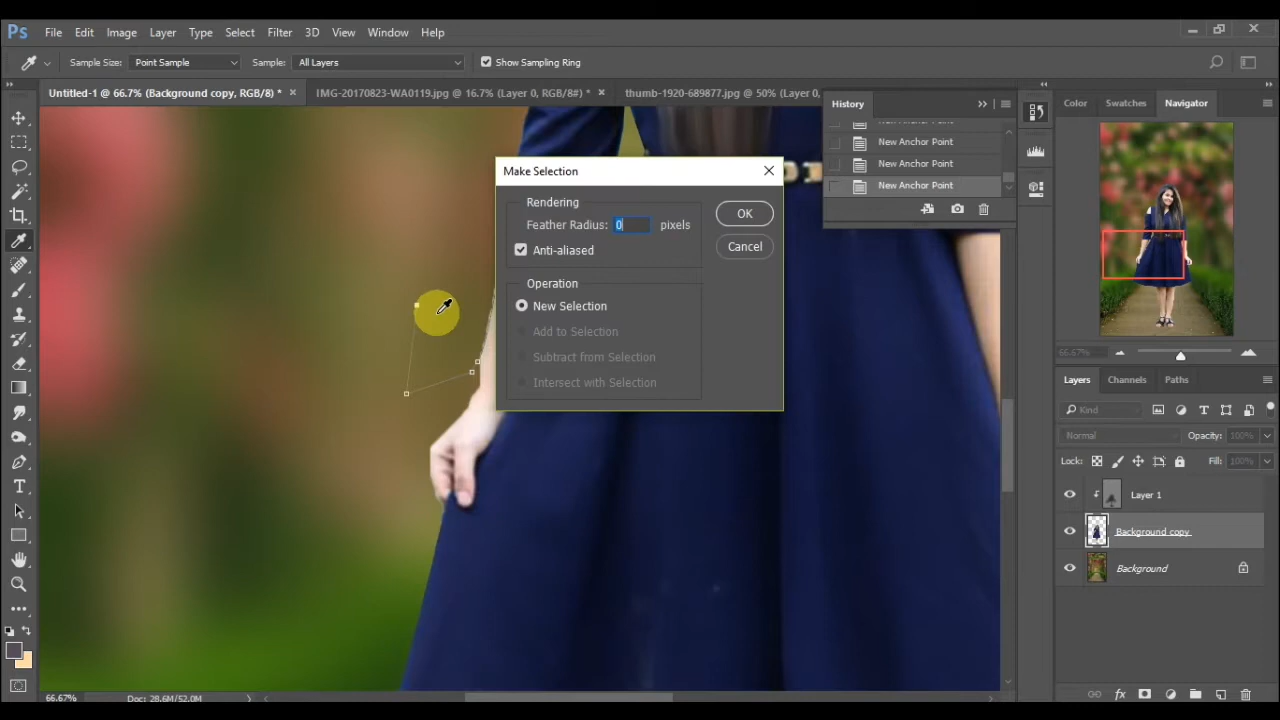 Ps File Edit Image Layer Type Select Filter 3D View Window Help
Sample Size: Point Sample Sample: All Layers Show Sampling Ring
Untitled-1 @ 66.7% (Background copy, RGB/8) * × IMG-20170823-WA0119.jpg @ 16.7% (Layer 0, RGB/8#) * × thumb-1920-689877.jpg @ 50% (Layer 0,
History
New Anchor Point
New Anchor Point
New Anchor Point
New Anchor Point
Color Swatches Navigator
66.67%
Make Selection
Rendering
Feather Radius: 0 pixels
Anti-aliased
OK
Cancel
Operation
New Selection
Add to Selection
Subtract from Selection
Intersect with Selection
Layers Channels Paths
Kind
Normal Opacity: 100%
Lock: Fill: 100%
Layer 1
Background copy
Background
fx
66.67% Doc: 28.6M/52.0M